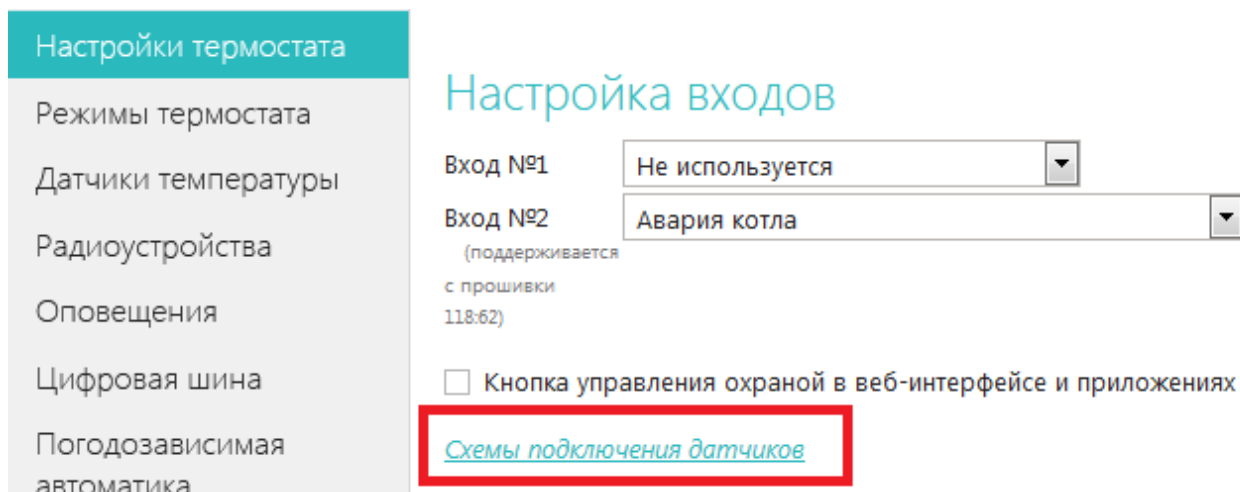 Настройки термостата
Режимы термостата
Датчики температуры
Радиоустройства
Оповещения
Цифровая шина
Погодозависимая
автоматика
Настройка входов
Вход №1 Не используется
Вход №2 Авария котла
(поддерживается
с прошивки
118:62)
Кнопка управления охраной в веб-интерфейсе и приложениях
Схемы подключения датчиков